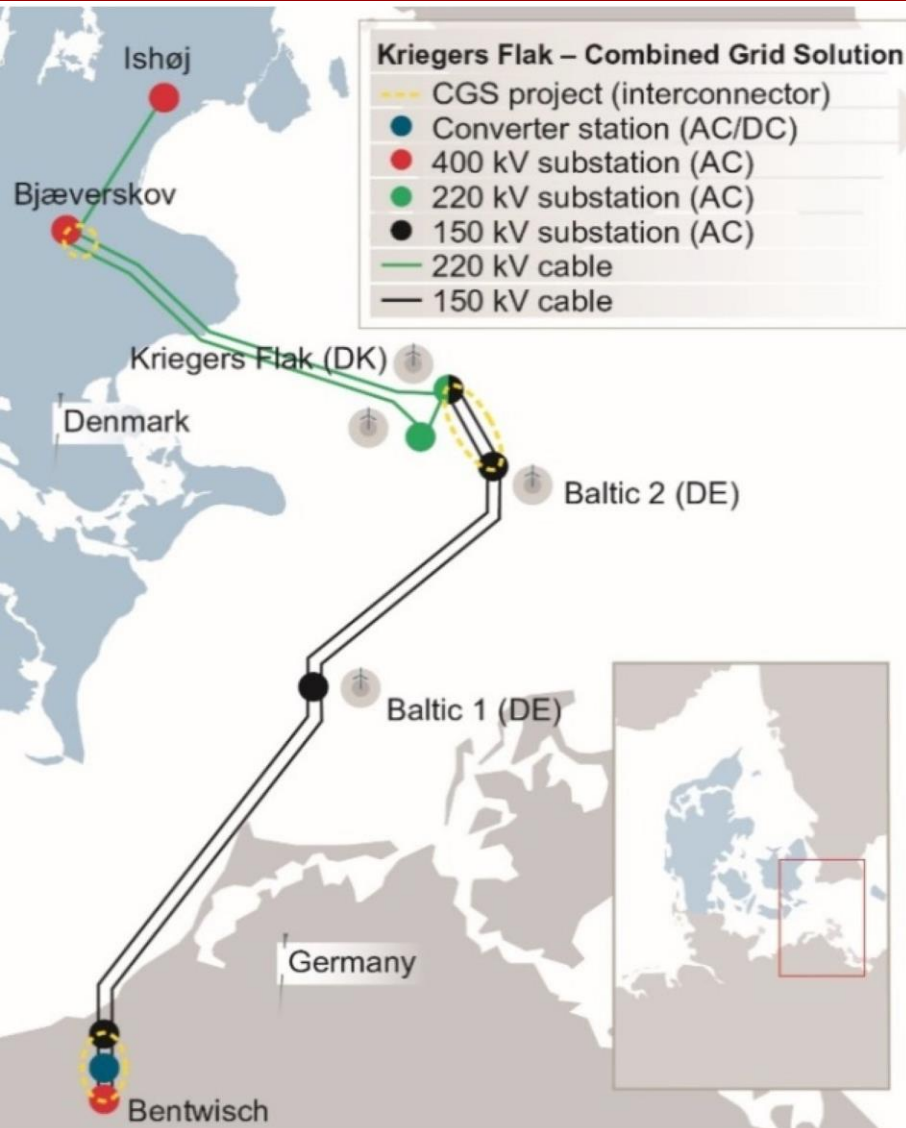 Ishøj
Kriegers Flak – Combined Grid Solution
CGS project (interconnector)
Converter station (AC/DC)
400 kV substation (AC)
220 kV substation (AC)
150 kV substation (AC)
220 kV cable
150 kV cable
Bjæverskov
Kriegers Flak (DK)
Denmark
Baltic 2 (DE)
Baltic 1 (DE)
Germany
Bentwisch